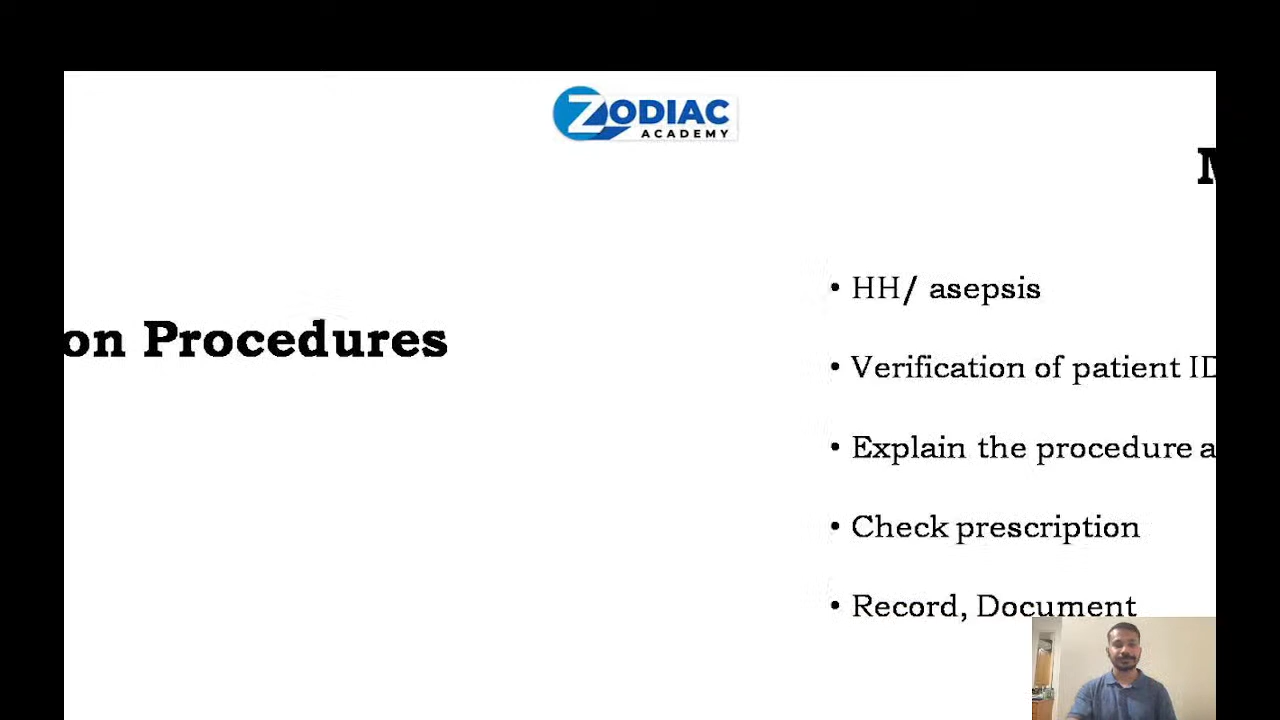 ZODIAC
ACADEMY
on Procedures
• HH/ asepsis
• Verification of patient ID
• Explain the procedure a
• Check prescription
• Record, Document